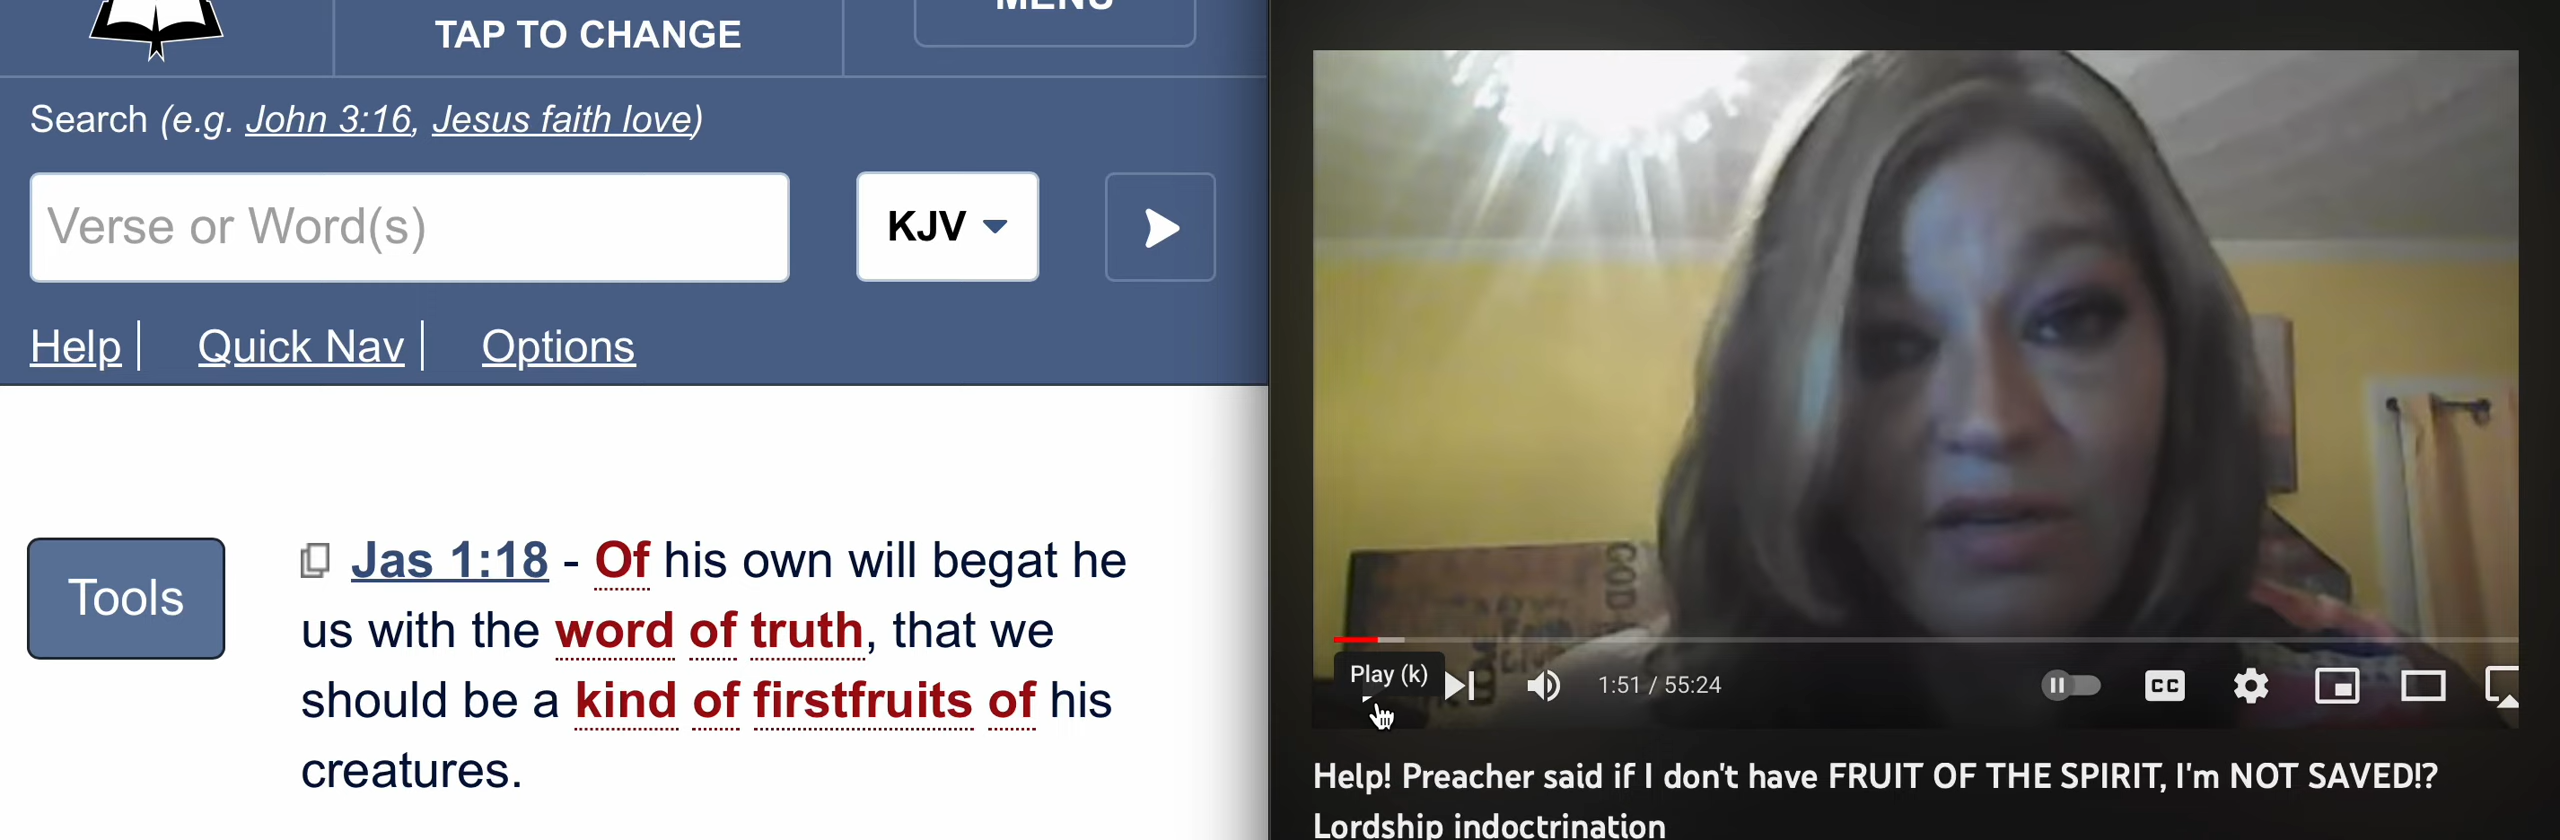 MENU
TAP TO CHANGE
Search (e.g. John 3:16, Jesus faith love)
Verse or Word(s)
KJV
Help
Quick Nav
Options
Tools
Jas 1:18 - Of his own will begat he
us with the word of truth, that we
should be a kind of firstfruits of his
creatures.
GOD
Play (k)
1:51 / 55:24
CC
Help! Preacher said if I don't have FRUIT OF THE SPIRIT, I'm NOT SAVED!?
Lordship indoctrination